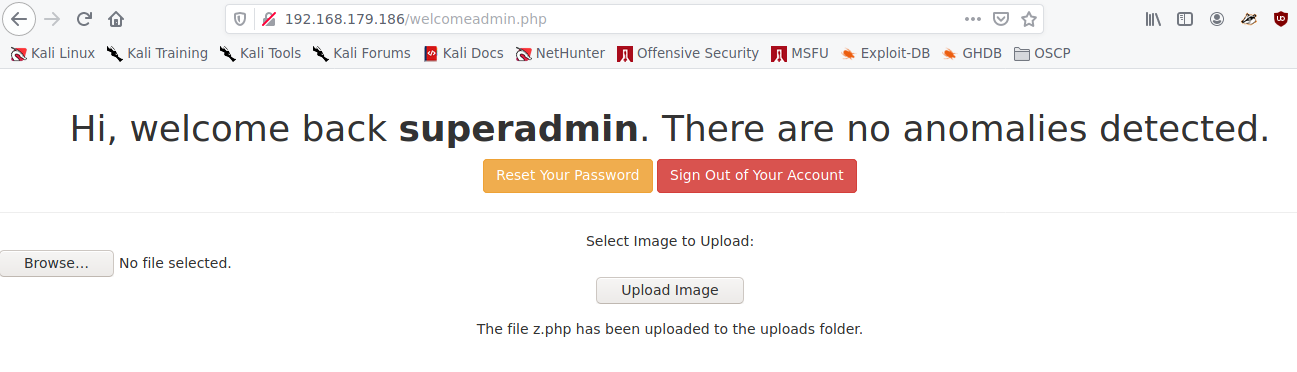 192.168.179.186/welcomeadmin.php
Kali Linux Kali Training Kali Tools Kali Forums Kali Docs NetHunter Offensive Security MSFU Exploit-DB GHDB OSCP
Hi, welcome back superadmin. There are no anomalies detected.
Reset Your Password Sign Out of Your Account
Select Image to Upload:
Browse... No file selected.
Upload Image
The file z.php has been uploaded to the uploads folder.